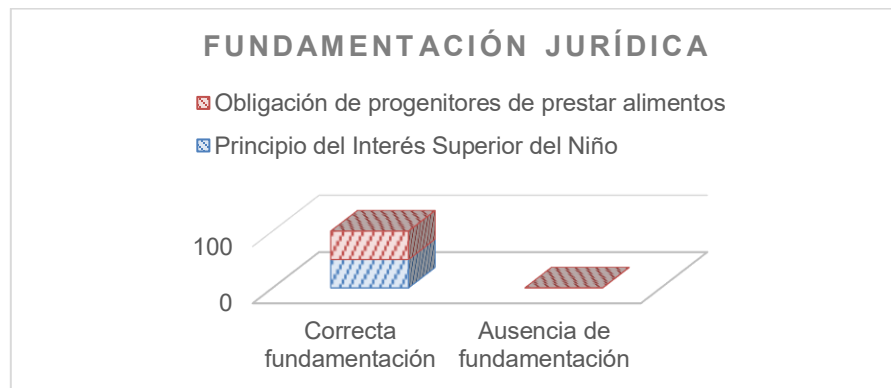 FUNDAMENTACIÓN JURÍDICA
Obligación de progenitores de prestar alimentos
Principio del Interés Superior del Niño
100
0
Correcta
fundamentación
Ausencia de
fundamentación